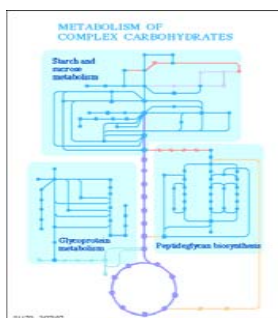 METABOLISM OF
COMPLEX CARBOHYDRATES
Starch and
sucrose
metabolism
Glycoprotein
metabolism
Peptidoglycan biosynthesis